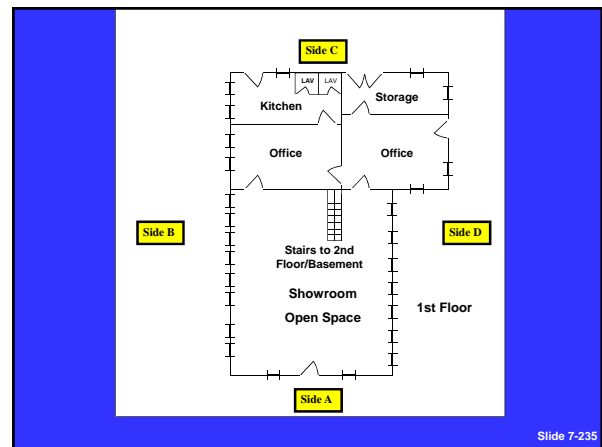 Side C
LAV LAV
Kitchen
Storage
Office
Office
Side B
Side D
Stairs to 2nd
Floor/Basement
Showroom
Open Space
1st Floor
Side A
Slide 7-235